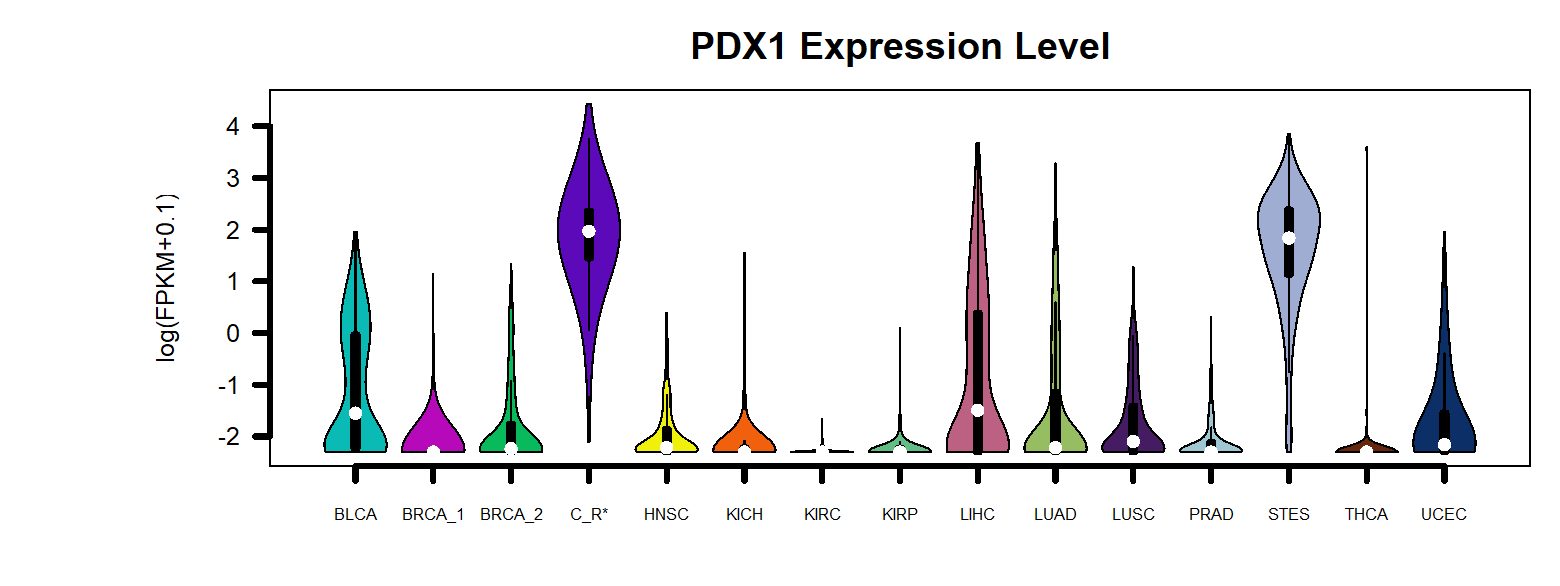 PDX1 Expression Level
log(FPKM+0.1)
4
3
2
1
0
-1
-2
BLCA BRCA_1 BRCA_2 C_R* HNSC KICH KIRC KIRP LIHC LUAD LUSC PRAD STES THCA UCEC